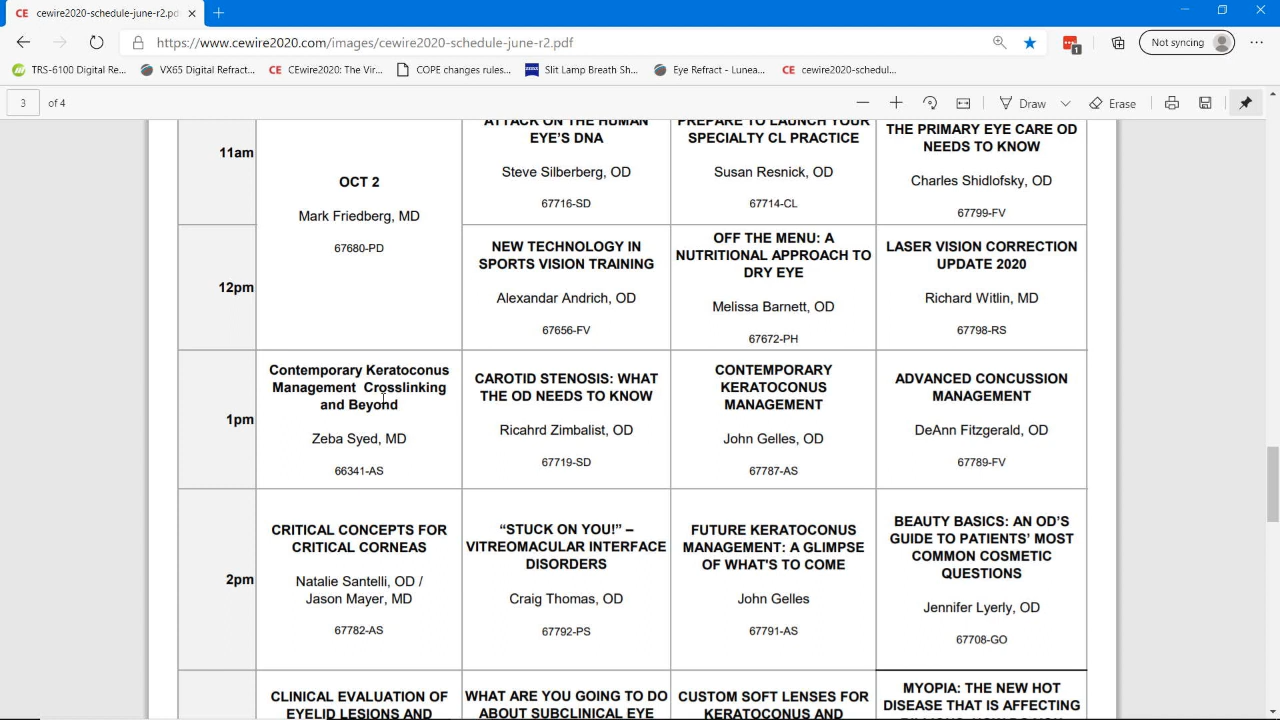 CE cewire2020-schedule-june-r2.pd
https://www.cewire2020.com/images/cewire2020-schedule-june-r2.pdf
1
Not syncing
TRS-6100 Digital Re...
VX65 Digital Refract...
CE CEwire2020: The Vir...
COPE changes rules...
ZEISS Slit Lamp Breath Sh...
Eye Refract - Lunea...
CE cewire2020-schedul...
3 of 4
Draw
Erase
11am
OCT 2
Mark Friedberg, MD
67680-PD
ATTACK ON THE HUMAN
EYE’S DNA
Steve Silberberg, OD
67716-SD
PREPARE TO LAUNCH YOUR
SPECIALTY CL PRACTICE
Susan Resnick, OD
67714-CL
THE PRIMARY EYE CARE OD
NEEDS TO KNOW
Charles Shidlofsky, OD
67799-FV
12pm
NEW TECHNOLOGY IN
SPORTS VISION TRAINING
Alexandar Andrich, OD
67656-FV
OFF THE MENU: A
NUTRITIONAL APPROACH TO
DRY EYE
Melissa Barnett, OD
67672-PH
LASER VISION CORRECTION
UPDATE 2020
Richard Witlin, MD
67798-RS
1pm
Contemporary Keratoconus
Management Crosslinking
and Beyond
Zeba Syed, MD
66341-AS
CAROTID STENOSIS: WHAT
THE OD NEEDS TO KNOW
Ricahrd Zimbalist, OD
67719-SD
CONTEMPORARY
KERATOCONUS
MANAGEMENT
John Gelles, OD
67787-AS
ADVANCED CONCUSSION
MANAGEMENT
DeAnn Fitzgerald, OD
67789-FV
2pm
CRITICAL CONCEPTS FOR
CRITICAL CORNEAS
Natalie Santelli, OD /
Jason Mayer, MD
67782-AS
“STUCK ON YOU!” –
VITREOMACULAR INTERFACE
DISORDERS
Craig Thomas, OD
67792-PS
FUTURE KERATOCONUS
MANAGEMENT: A GLIMPSE
OF WHAT'S TO COME
John Gelles
67791-AS
BEAUTY BASICS: AN OD’S
GUIDE TO PATIENTS’ MOST
COMMON COSMETIC
QUESTIONS
Jennifer Lyerly, OD
67708-GO
CLINICAL EVALUATION OF
EYELID LESIONS AND
WHAT ARE YOU GOING TO DO
ABOUT SUBCLINICAL EYE
CUSTOM SOFT LENSES FOR
KERATOCONUS AND
MYOPIA: THE NEW HOT
DISEASE THAT IS AFFECTING